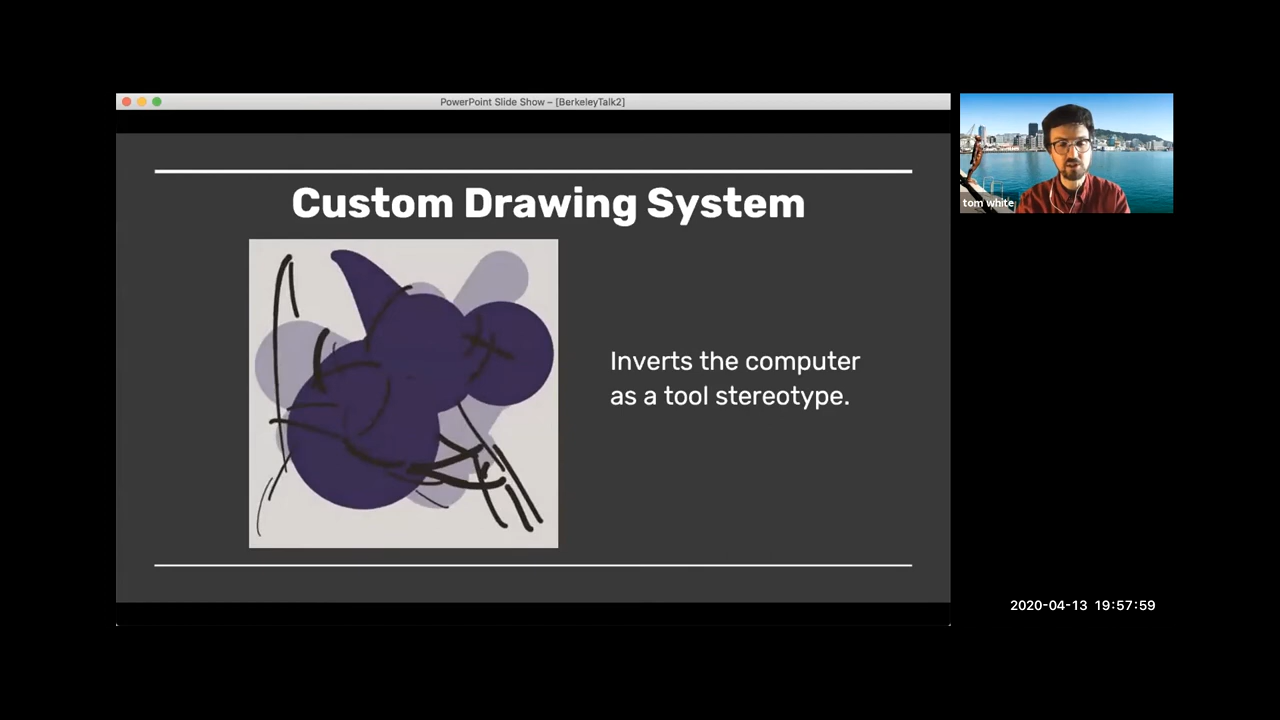 PowerPoint Slide Show – [BerkeleyTalk2]
Custom Drawing System
Inverts the computer
as a tool stereotype.
tom white
2020-04-13 19:57:59